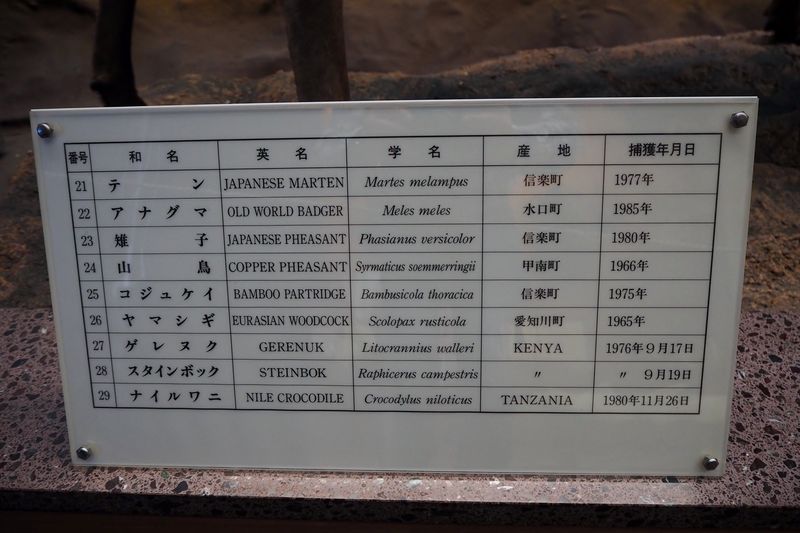 番号 和名 英名 学名 産地 捕獲年月日
21 テン JAPANESE MARTEN Martes melampus 信楽町 1977年
22 アナグマ OLD WORLD BADGER Meles meles 水口町 1985年
23 雉子 JAPANESE PHEASANT Phasianus versicolor 信楽町 1980年
24 山鳥 COPPER PHEASANT Syrmaticus soemmerringii 甲南町 1966年
25 コジュケイ BAMBOO PARTRIDGE Bambusicola thoracica 信楽町 1975年
26 ヤマシギ EURASIAN WOODCOCK Scolopax rusticola 愛知川町 1965年
27 ゲレヌク GERENUK Litocrannius walleri KENYA 1976年9月17日
28 スタインボック STEINBOK Raphicerus campestris 〃 〃 9月19日
29 ナイルワニ NILE CROCODILE Crocodylus niloticus TANZANIA 1980年11月26日